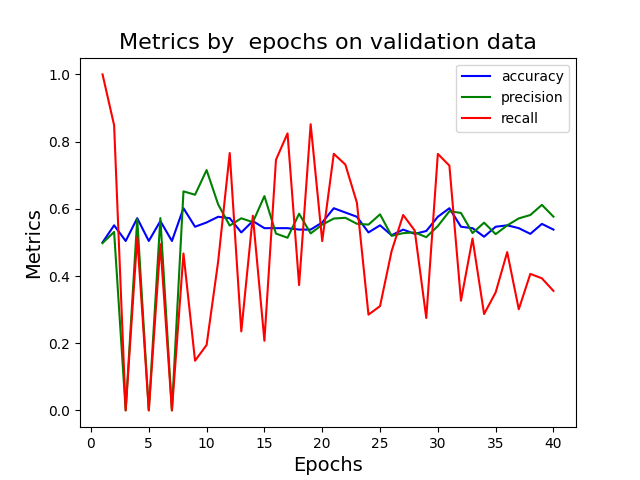 Metrics by  epochs on validation data
accuracy
precision
recall
1.0
0.8
0.6
0.4
0.2
0.0
Metrics
0 5 10 15 20 25 30 35 40
Epochs